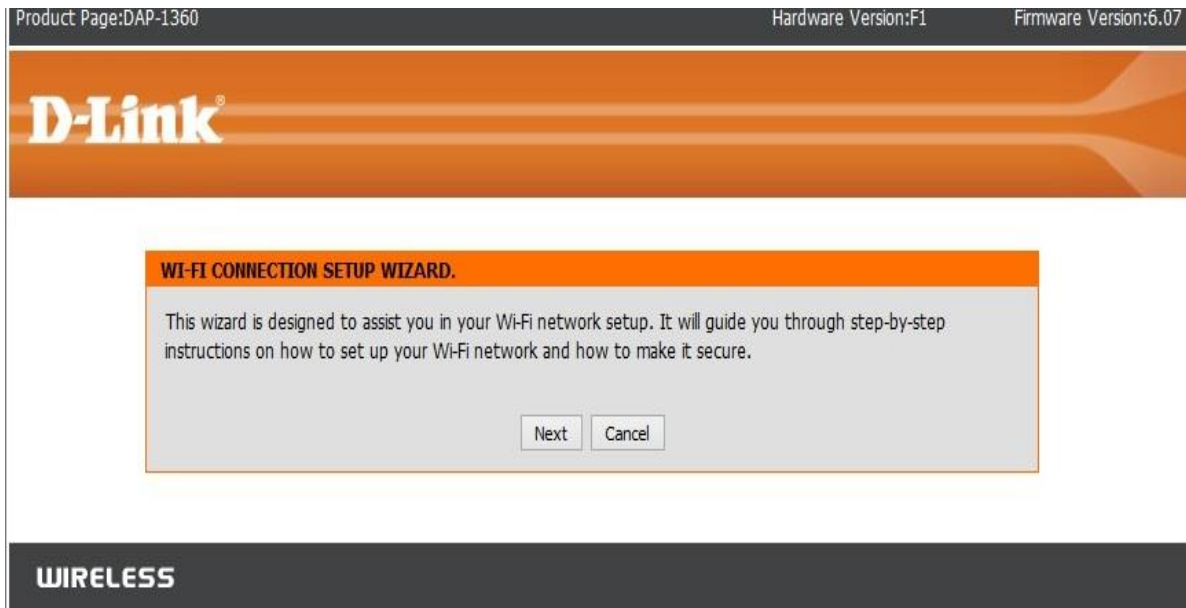 Product Page:DAP-1360 Hardware Version:F1 Firmware Version:6.07
D-Link®
WI-FI CONNECTION SETUP WIZARD.
This wizard is designed to assist you in your Wi-Fi network setup. It will guide you through step-by-step
instructions on how to set up your Wi-Fi network and how to make it secure.
Next Cancel
WIRELESS